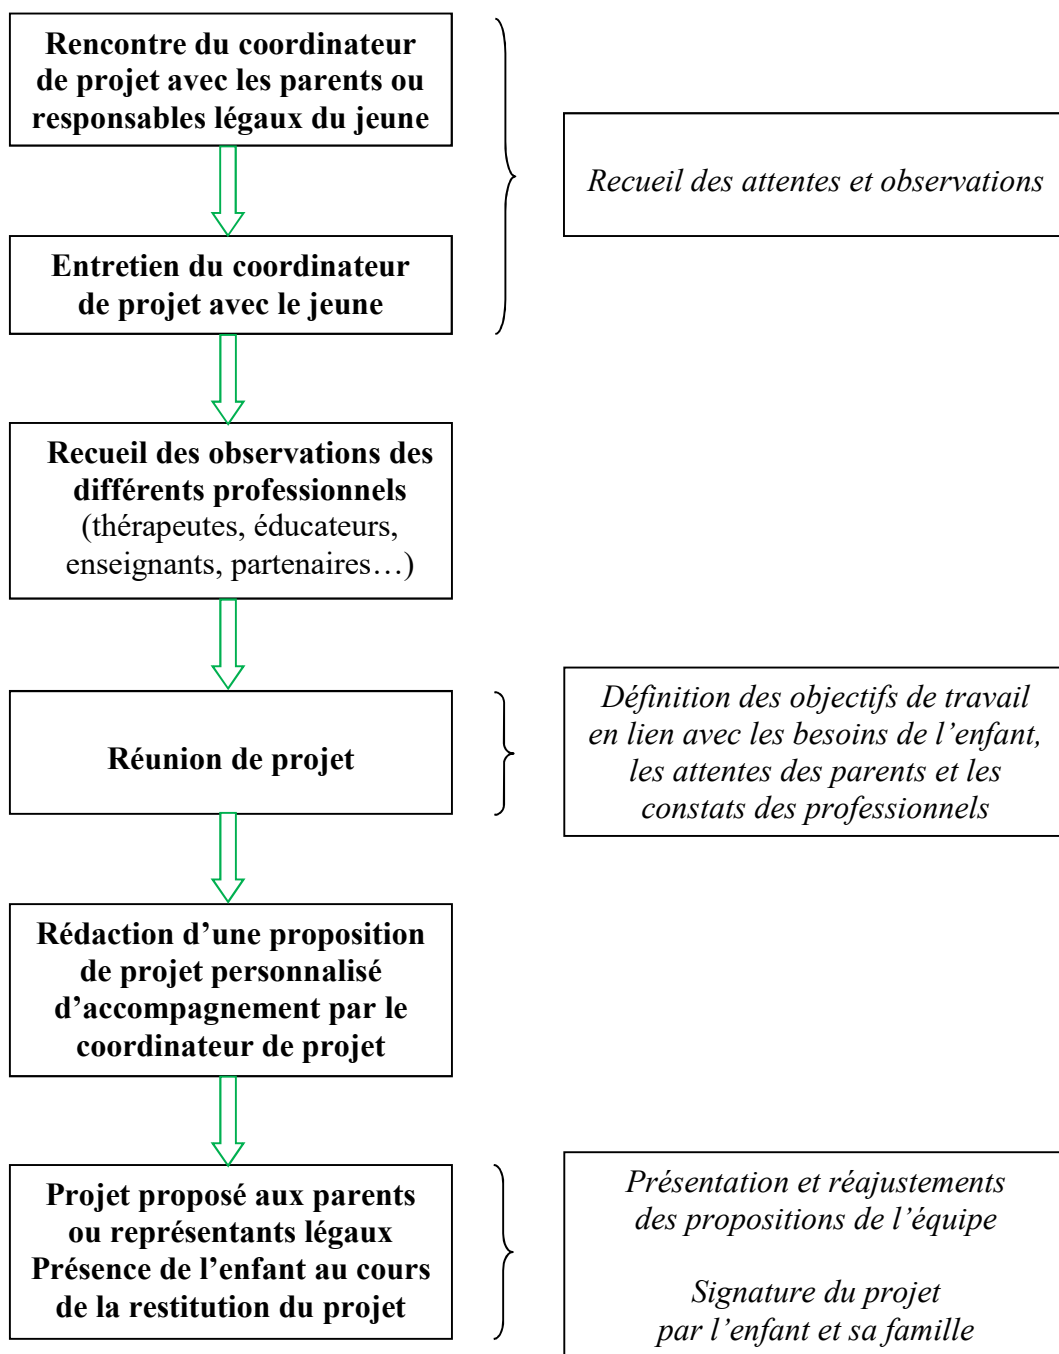 Rencontre du coordinateur
de projet avec les parents ou
responsables légaux du jeune
Recueil des attentes et observations
Entretien du coordinateur
de projet avec le jeune
Recueil des observations des
différents professionnels
(thérapeutes, éducateurs,
enseignants, partenaires…)
Réunion de projet
Définition des objectifs de travail
en lien avec les besoins de l’enfant,
les attentes des parents et les
constats des professionnels
Rédaction d’une proposition
de projet personnalisé
d’accompagnement par le
coordinateur de projet
Projet proposé aux parents
ou représentants légaux
Présence de l’enfant au cours
de la restitution du projet
Présentation et réajustements
des propositions de l’équipe
Signature du projet
par l’enfant et sa famille